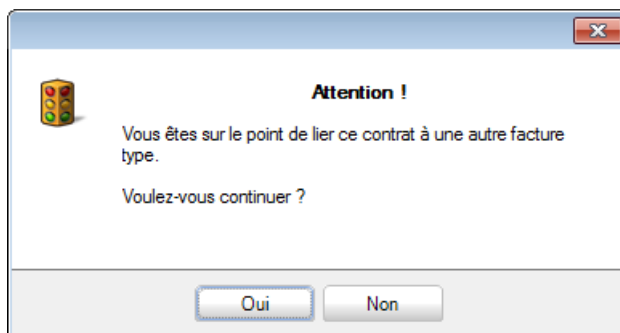 Attention !
Vous êtes sur le point de lier ce contrat à une autre facture
type.
Voulez-vous continuer ?
Oui
Non